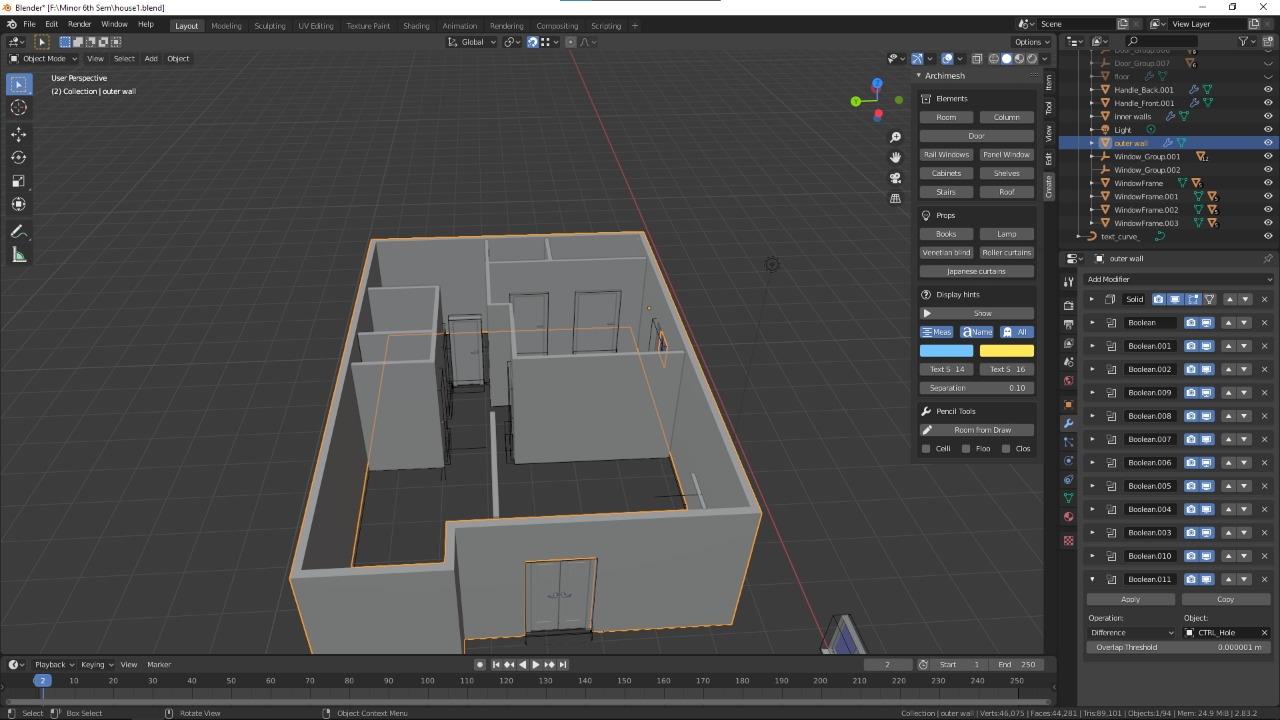 Blender* [F:\Minor 6th Sem\house1.blend]
File Edit Render Window Help Layout Modeling Sculpting UV Editing Texture Paint Shading Animation Rendering Compositing Scripting + Scene View Layer
Global Options
Object Mode View Select Add Object
User Perspective
(2) Collection | outer wall
Z
Y
Archimesh
Elements
Room Column
Door
Rail Windows Panel Window
Cabinets Shelves
Stairs Roof
Props
Books Lamp
Venetian blind Roller curtains
Japanese curtains
Display hints
Show
Meas Name All
Text S 14 Text S 16
Separation 0.10
Pencil Tools
Room from Draw
Ceili Floo Clos
Item
Tool
View
Edit
Create
Door_Group.007
floor
Handle_Back.001
Handle_Front.001
inner walls
Light
outer wall
Window_Group.001
Window_Group.002
WindowFrame
WindowFrame.001
WindowFrame.002
WindowFrame.003
text_curve_
outer wall
Add Modifier
Solid
Boolean
Boolean.001
Boolean.002
Boolean.009
Boolean.008
Boolean.007
Boolean.006
Boolean.005
Boolean.004
Boolean.003
Boolean.010
Boolean.011
Apply Copy
Operation: Object:
Difference CTRL_Hole
Overlap Threshold 0.000001 m
Playback Keying View Marker 2 Start 1 End 250
2 10 20 30 40 50 60 70 80 90 100 110 120 130 140 150 160 170 180 190 200 210 220 230 240 250
Select Box Select Rotate View Object Context Menu Collection | outer wall | Verts:46,075 | Faces:44,281 | Tris:89,101 | Objects:1/94 | Mem: 24.9 MiB | 2.83.2